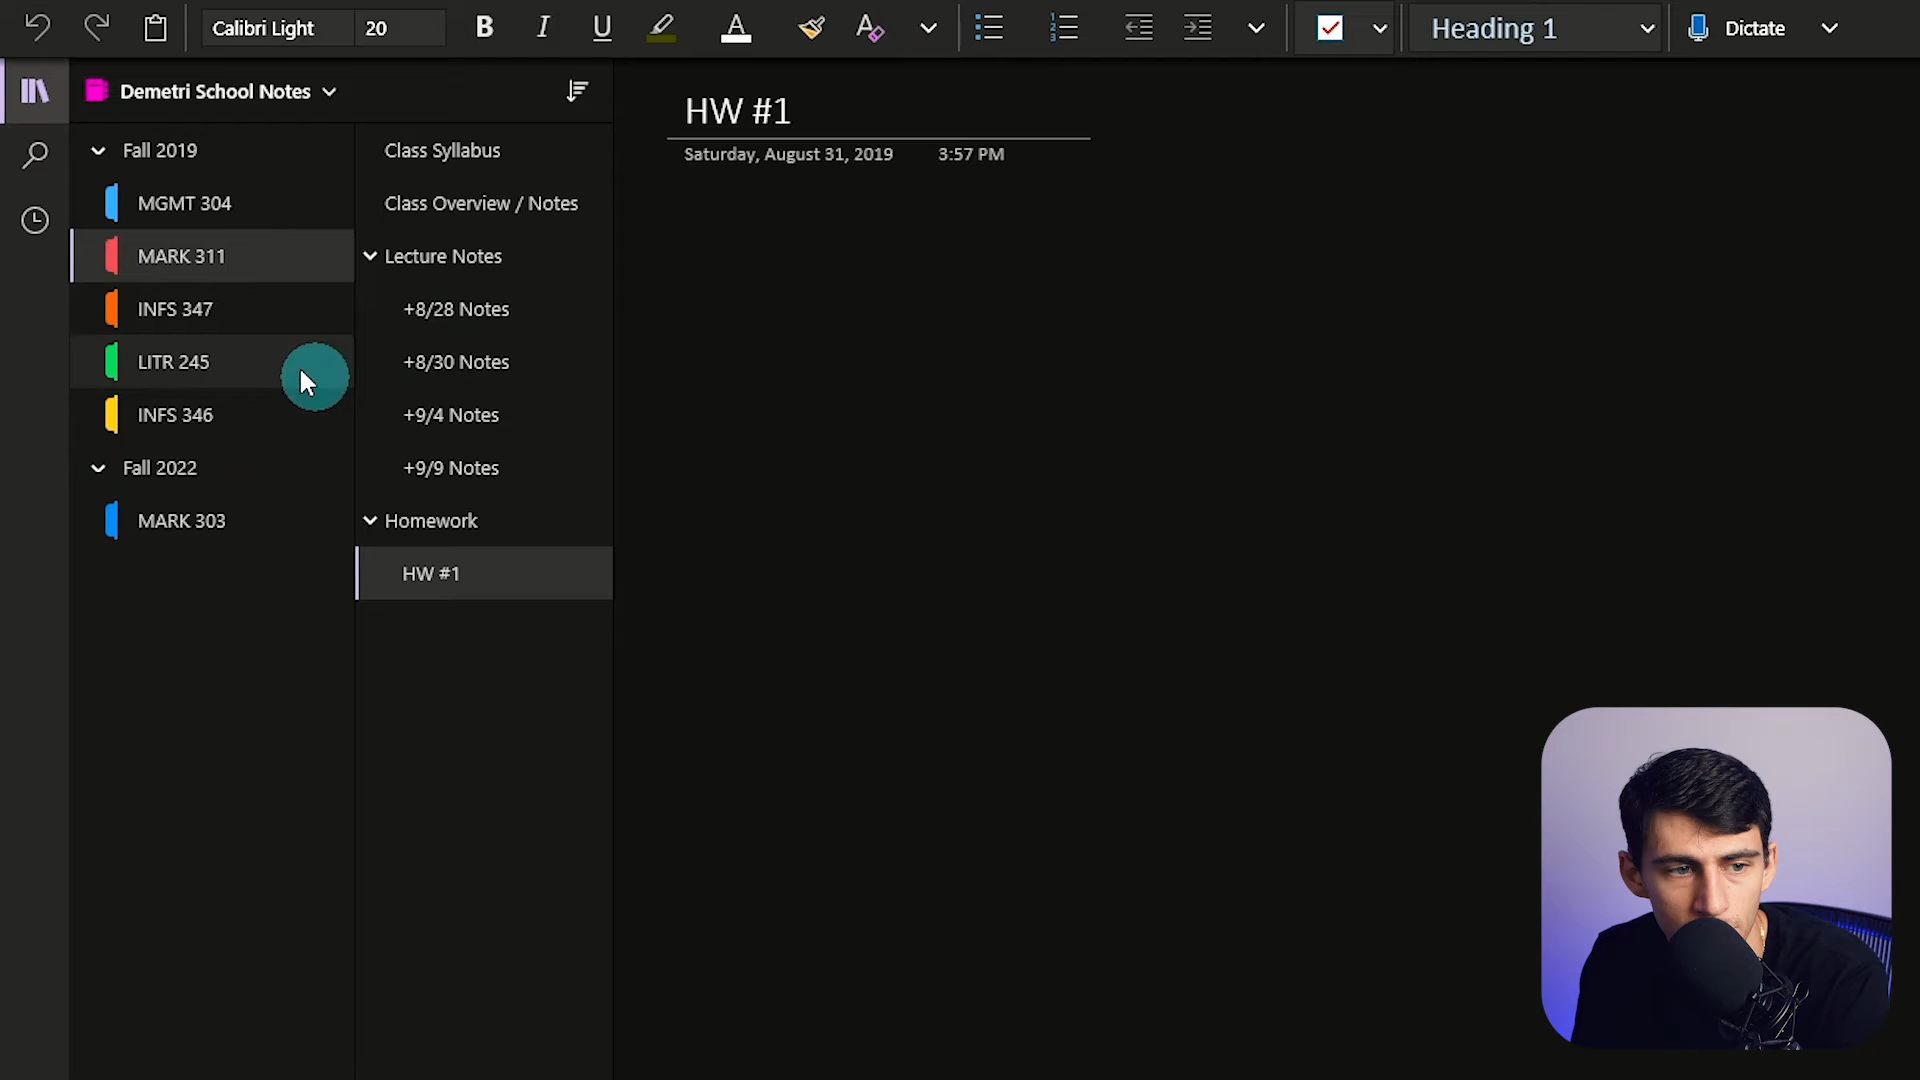 Calibri Light 20 B I U A A Heading 1 Dictate
Demetri School Notes
Fall 2019
MGMT 304
MARK 311
INFS 347
LITR 245
INFS 346
Fall 2022
MARK 303
Class Syllabus
Class Overview / Notes
Lecture Notes
+8/28 Notes
+8/30 Notes
+9/4 Notes
+9/9 Notes
Homework
HW #1
HW #1
Saturday, August 31, 2019 3:57 PM